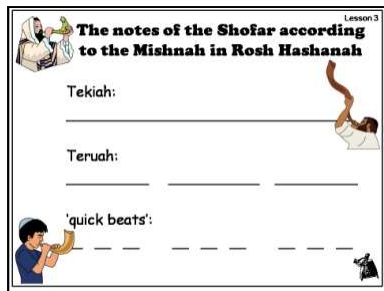 Lesson 3
The notes of the Shofar according
to the Mishnah in Rosh Hashanah
Tekiah:
Teruah:
'quick beats':